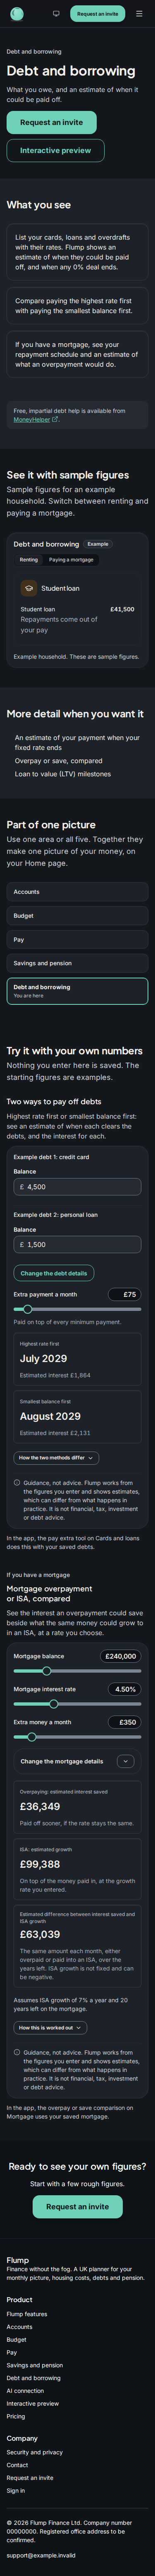 Request an invite
Debt and borrowing
Debt and borrowing
What you owe, and an estimate of when it
could be paid off.
Request an invite
Interactive preview
What you see
List your cards, loans and overdrafts
with their rates. Flump shows an
estimate of when they could be paid
off, and when any 0% deal ends.
Compare paying the highest rate first
with paying the smallest balance first.
If you have a mortgage, see your
repayment schedule and an estimate of
what an overpayment would do.
Free, impartial debt help is available from
MoneyHelper.
See it with sample figures
Sample figures for an example
household. Switch between renting and
paying a mortgage.
Debt and borrowing Example
Renting Paying a mortgage
Student loan
Student loan £41,500
Repayments come out of
your pay
Example household. These are sample figures.
More detail when you want it
An estimate of your payment when your
fixed rate ends
Overpay or save, compared
Loan to value (LTV) milestones
Part of one picture
Use one area or all five. Together they
make one picture of your money, on
your Home page.
Accounts
Budget
Pay
Savings and pension
Debt and borrowing
You are here
Try it with your own numbers
Nothing you enter here is saved. The
starting figures are examples.
Two ways to pay off debts
Highest rate first or smallest balance first:
see an estimate of when each clears the
debts, and the interest for each.
Example debt 1: credit card
Balance
£ 4,500
Example debt 2: personal loan
Balance
£ 1,500
Change the debt details
Extra payment a month £75
Paid on top of every minimum payment.
Highest rate first
July 2029
Estimated interest £1,864
Smallest balance first
August 2029
Estimated interest £2,131
How the two methods differ
Guidance, not advice. Flump works from
the figures you enter and shows estimates,
which can differ from what happens in
practice. It is not financial, tax, investment
or debt advice.
In the app, the pay extra tool on Cards and loans
does this with your saved debts.
If you have a mortgage
Mortgage overpayment
or ISA, compared
See the interest an overpayment could save
beside what the same money could grow to
in an ISA, at a rate you choose.
Mortgage balance £240,000
Mortgage interest rate 4.50%
Extra money a month £350
Change the mortgage details
Overpaying: estimated interest saved
£36,349
Paid off sooner, if the rate stays the same.
ISA: estimated growth
£99,388
On top of the money paid in, at the growth
rate you entered.
Estimated difference between interest saved and
ISA growth
£63,039
The same amount each month, either
overpaid or paid into an ISA, over the
years left. ISA growth is not fixed and can
be negative.
Assumes ISA growth of 7% a year and 20
years left on the mortgage.
How this is worked out
Guidance, not advice. Flump works from
the figures you enter and shows estimates,
which can differ from what happens in
practice. It is not financial, tax, investment
or debt advice.
In the app, the overpay or save comparison on
Mortgage uses your saved mortgage.
Ready to see your own figures?
Start with a few rough figures.
Request an invite
Flump
Finance without the fog. A UK planner for your
monthly picture, housing costs, debts and pension.
Product
Flump features
Accounts
Budget
Pay
Savings and pension
Debt and borrowing
AI connection
Interactive preview
Pricing
Company
Security and privacy
Contact
Request an invite
Sign in
© 2026 Flump Finance Ltd. Company number
00000000. Registered office address to be
confirmed.
support@example.invalid